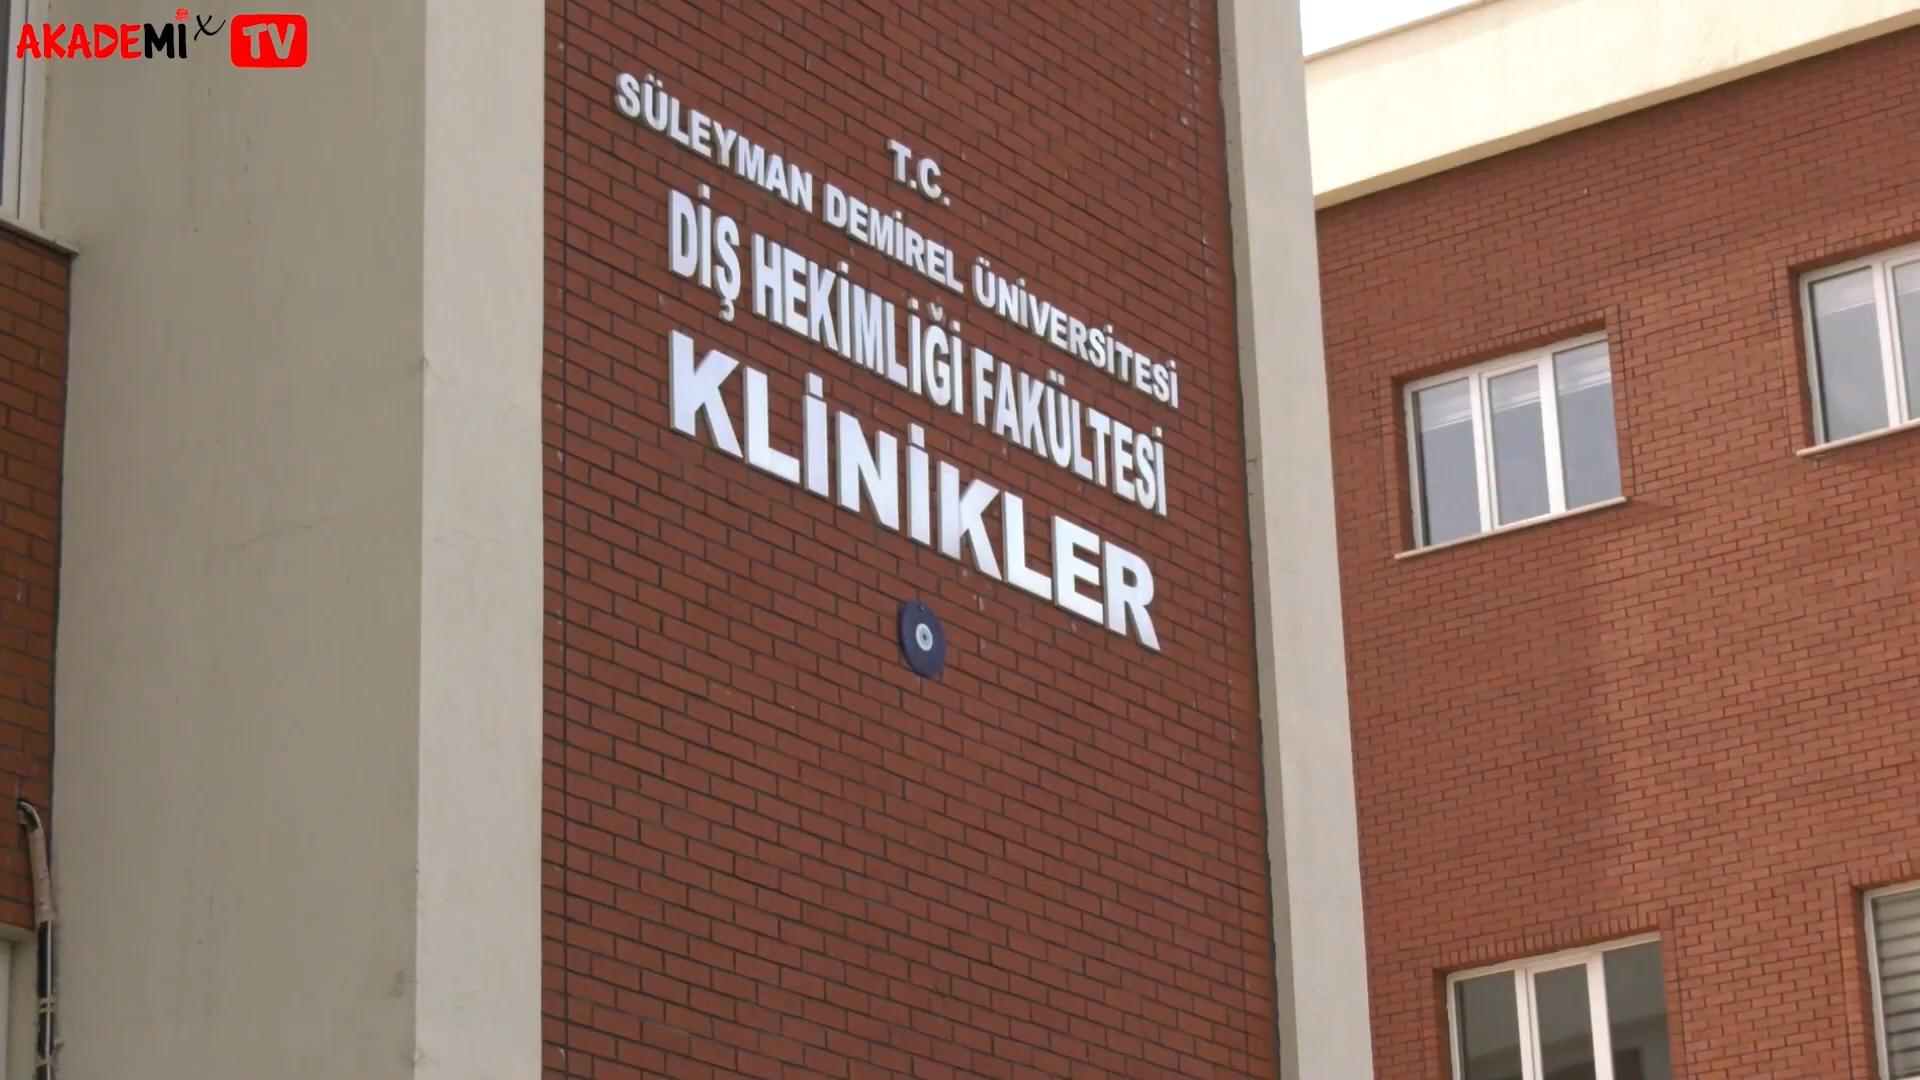 AKADEMİx TV
T.C.
SÜLEYMAN DEMİREL ÜNİVERSİTESİ
DİŞ HEKİMLİĞİ FAKÜLTESİ
KLİNİKLER